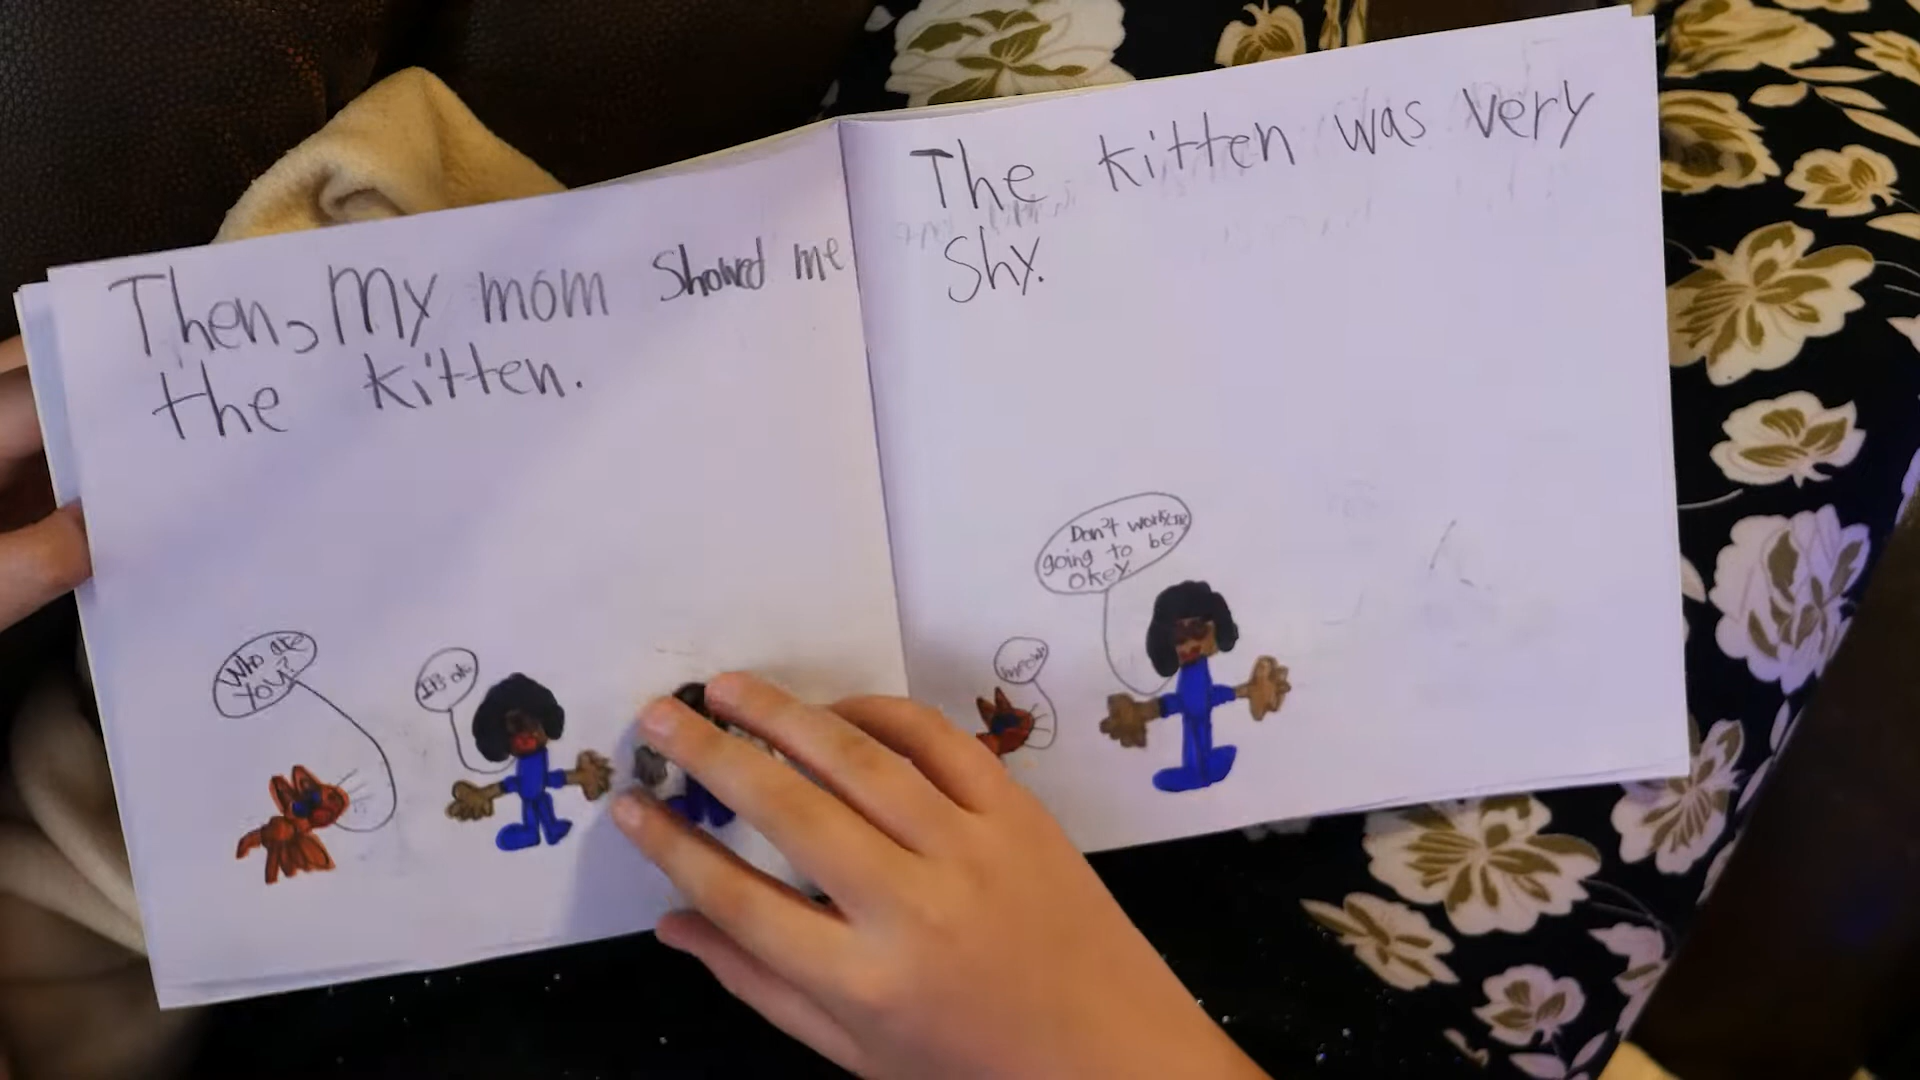 Then, My mom Showed me
the kitten.
Who are
you?
It's ok
The kitten was very
Shy.
Don't
going to be
okey.
meow